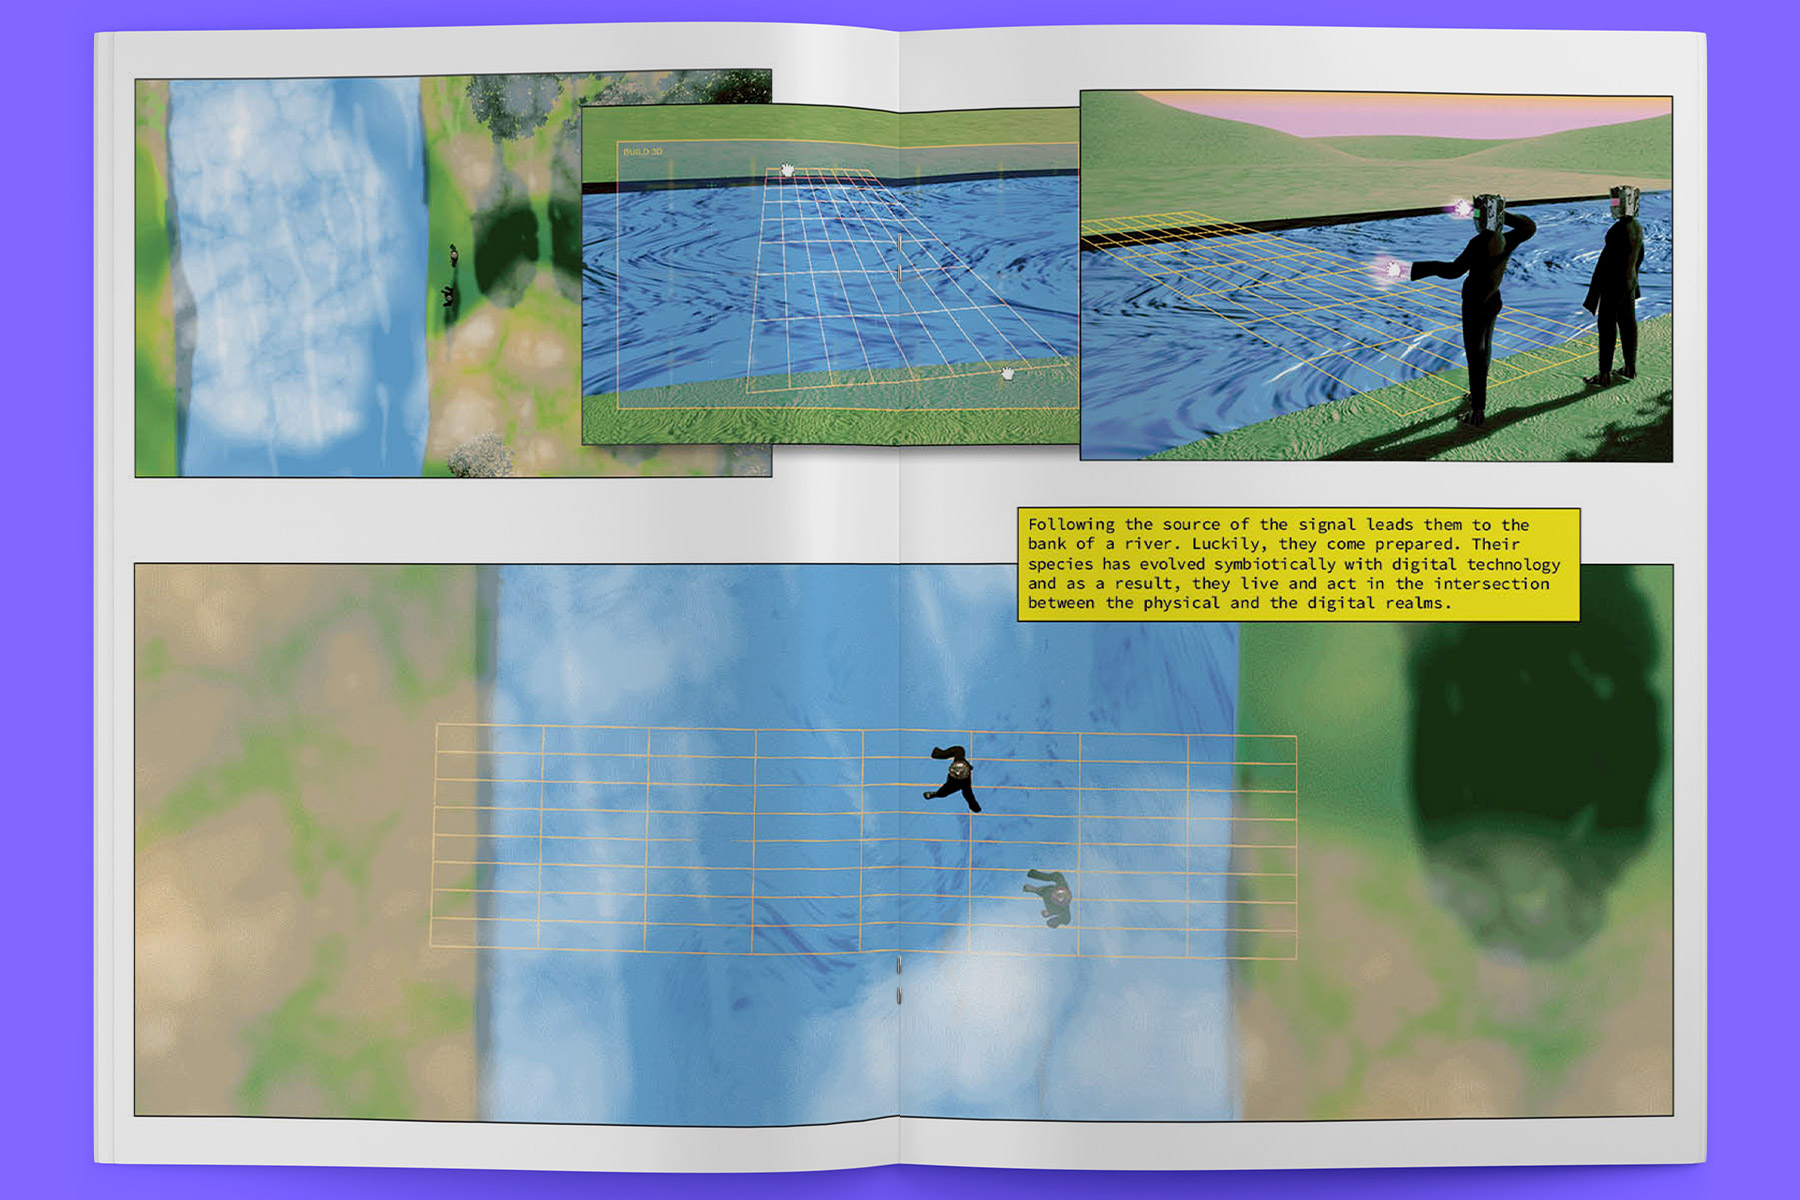 BUILD 3D
Following the source of the signal leads them to the
bank of a river. Luckily, they come prepared. Their
species has evolved symbiotically with digital technology
and as a result, they live and act in the intersection
between the physical and the digital realms.